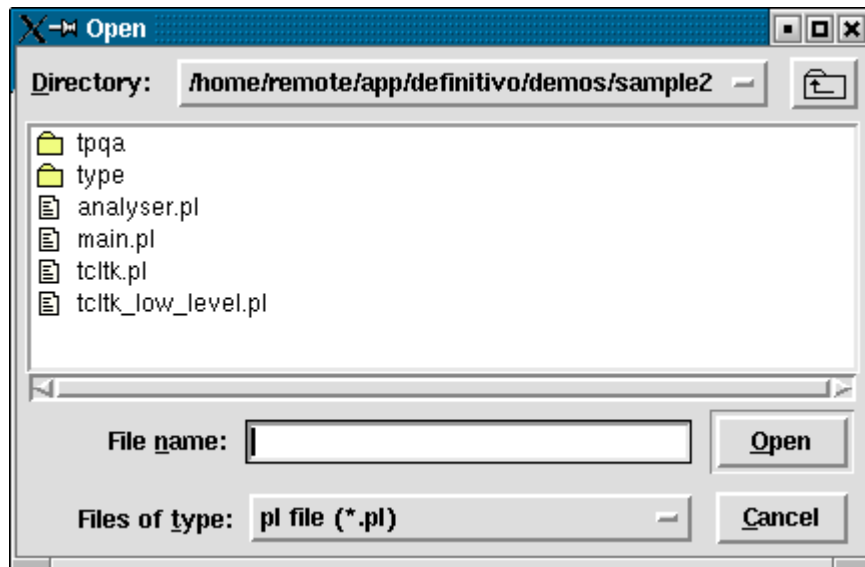 Open
Directory: /home/remote/app/definitivo/demos/sample2
tpqa
type
analyser.pl
main.pl
tcltk.pl
tcltk_low_level.pl
File name: Open
Files of type: pl file (*.pl) Cancel